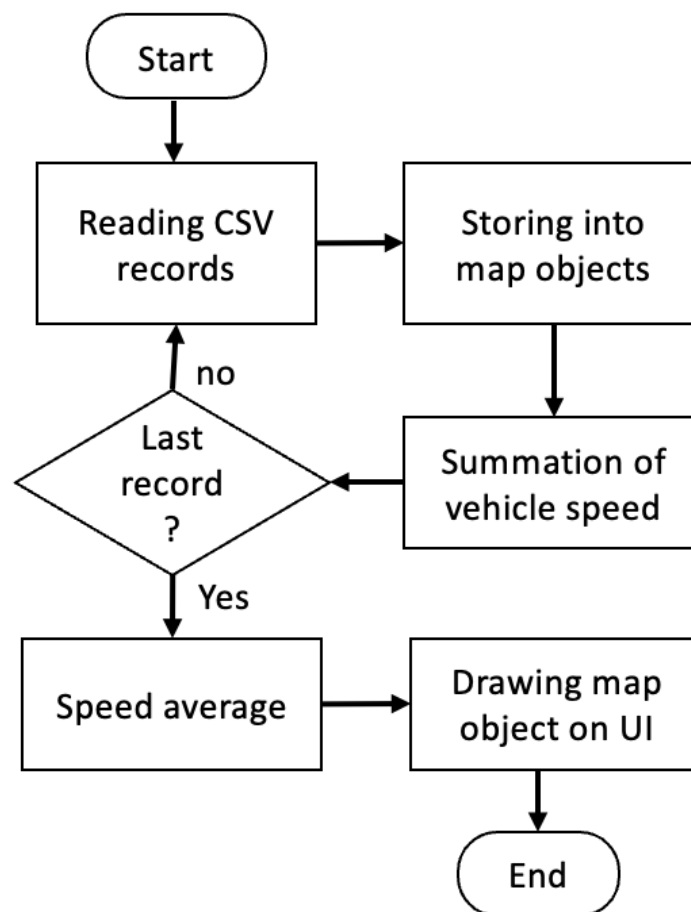 Start
Reading CSV
records
Storing into
map objects
no
Last
record
?
Summation of
vehicle speed
Yes
Speed average
Drawing map
object on UI
End